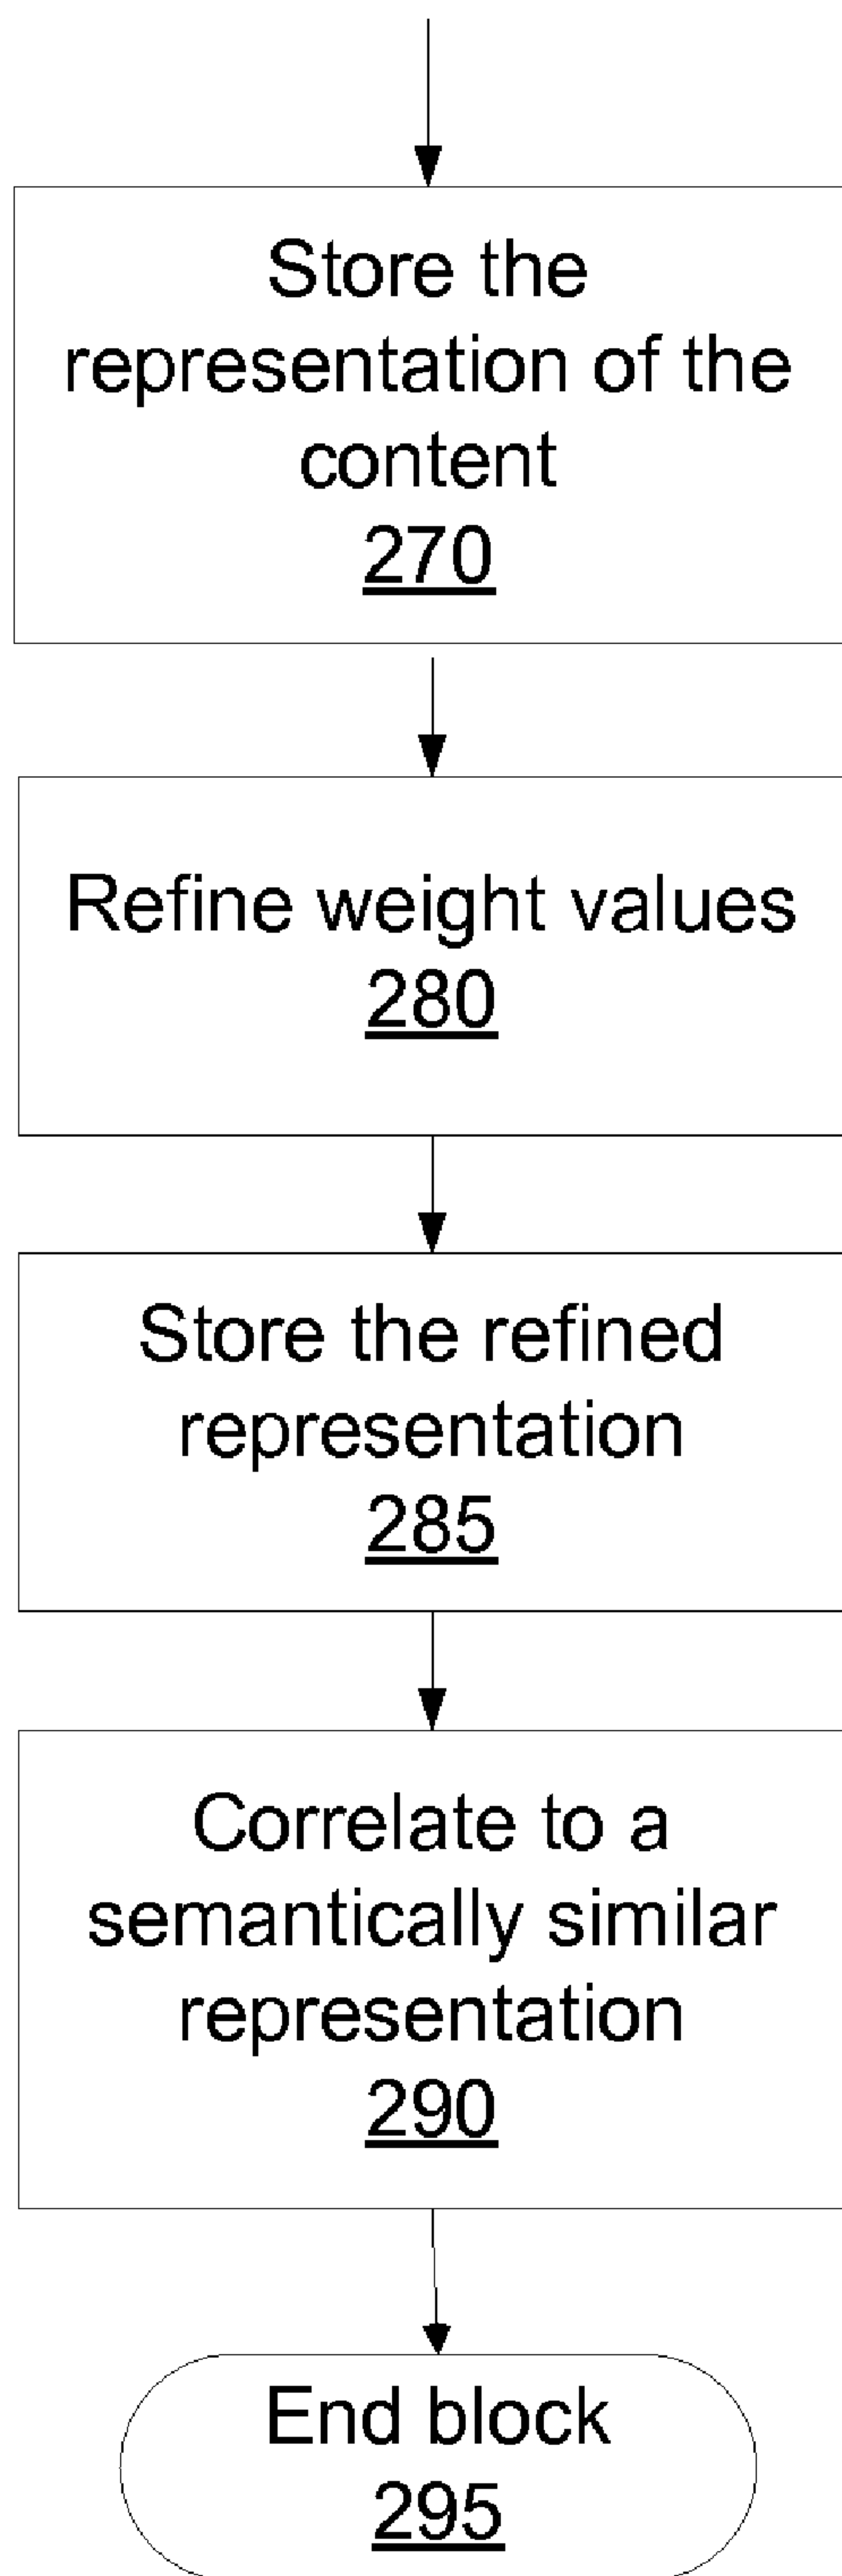 Store the
representation of the
content
270
Refine weight values
280
Store the refined
representation
285
Correlate to a
semantically similar
representation
290
End block
295